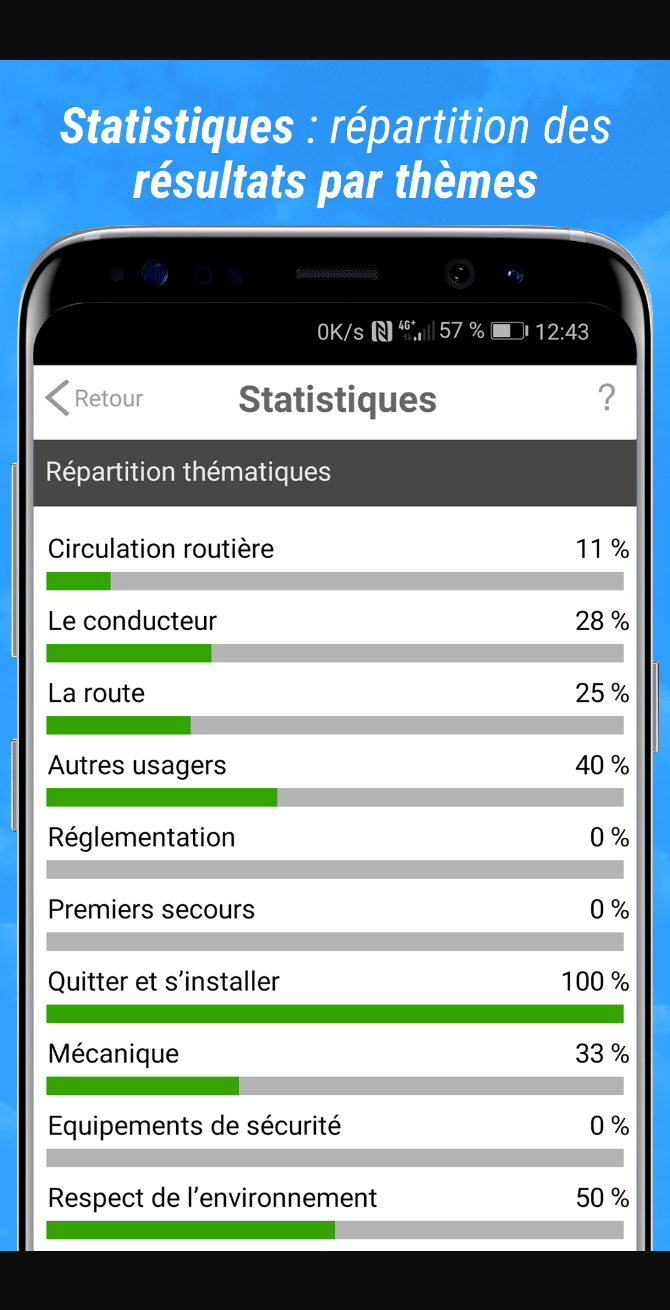 Statistiques : répartition des
résultats par thèmes
0K/s 4G+ 57 % 12:43
Retour Statistiques ?
Répartition thématiques
Circulation routière 11 %
Le conducteur 28 %
La route 25 %
Autres usagers 40 %
Réglementation 0 %
Premiers secours 0 %
Quitter et s’installer 100 %
Mécanique 33 %
Equipements de sécurité 0 %
Respect de l’environnement 50 %